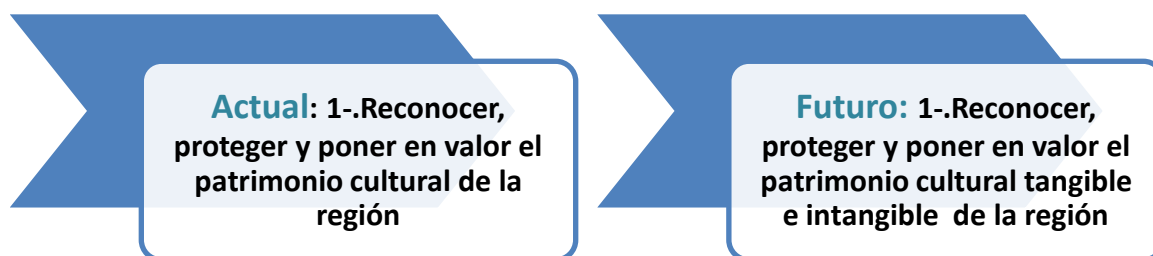 Actual: 1-.Reconocer,
proteger y poner en valor el
patrimonio cultural de la
región
Futuro: 1-.Reconocer,
proteger y poner en valor el
patrimonio cultural tangible
e intangible  de la región